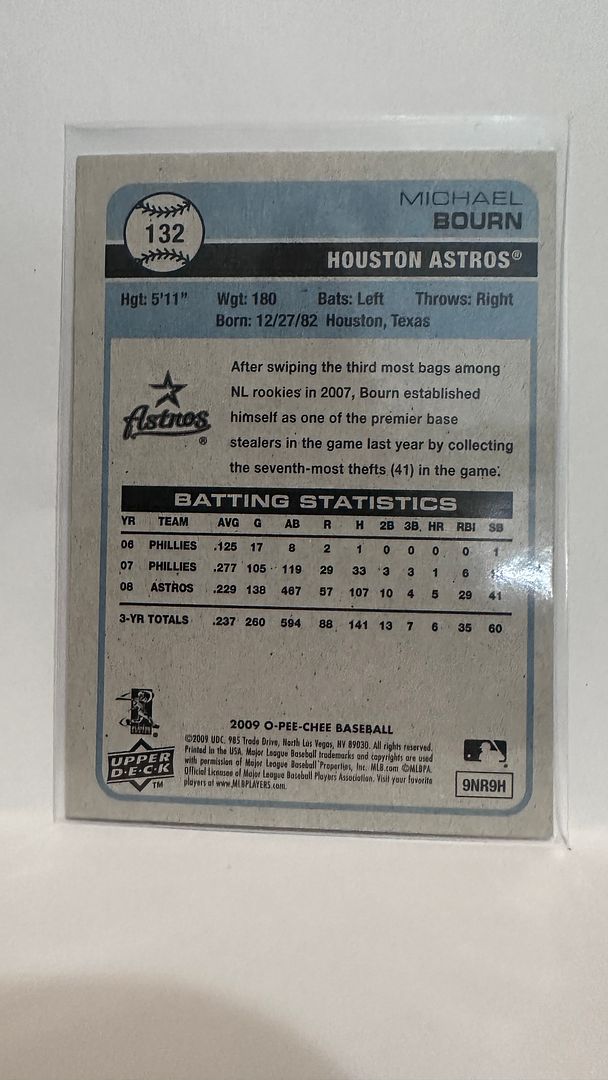 132
MICHAEL
BOURN
HOUSTON ASTROS®
Hgt: 5'11" Wgt: 180 Bats: Left Throws: Right
Born: 12/27/82 Houston, Texas
Astros®
After swiping the third most bags among
NL rookies in 2007, Bourn established
himself as one of the premier base
stealers in the game last year by collecting
the seventh-most thefts (41) in the game.
BATTING STATISTICS
YR TEAM AVG G AB R H 2B 3B HR RBI SB
06 PHILLIES .125 17 8 2 1 0 0 0 0 1
07 PHILLIES .277 105 119 29 33 3 3 1 6
08 ASTROS .229 138 467 57 107 10 4 5 29 41
3-YR TOTALS .237 260 594 88 141 13 7 6 35 60
2009 O-PEE-CHEE BASEBALL
©2009 UDC. 985 Trade Drive, North Las Vegas, NV 89030. All rights reserved.
Printed in the USA. Major League Baseball trademarks and copyrights are used
with permission of Major League Baseball Properties, Inc. MLB.com ©MLBPA.
Official Licensee of Major League Baseball Players Association. Visit your favorite
players at www.MLBPLAYERS.com.
UPPER
DECK
TM
9NR9H